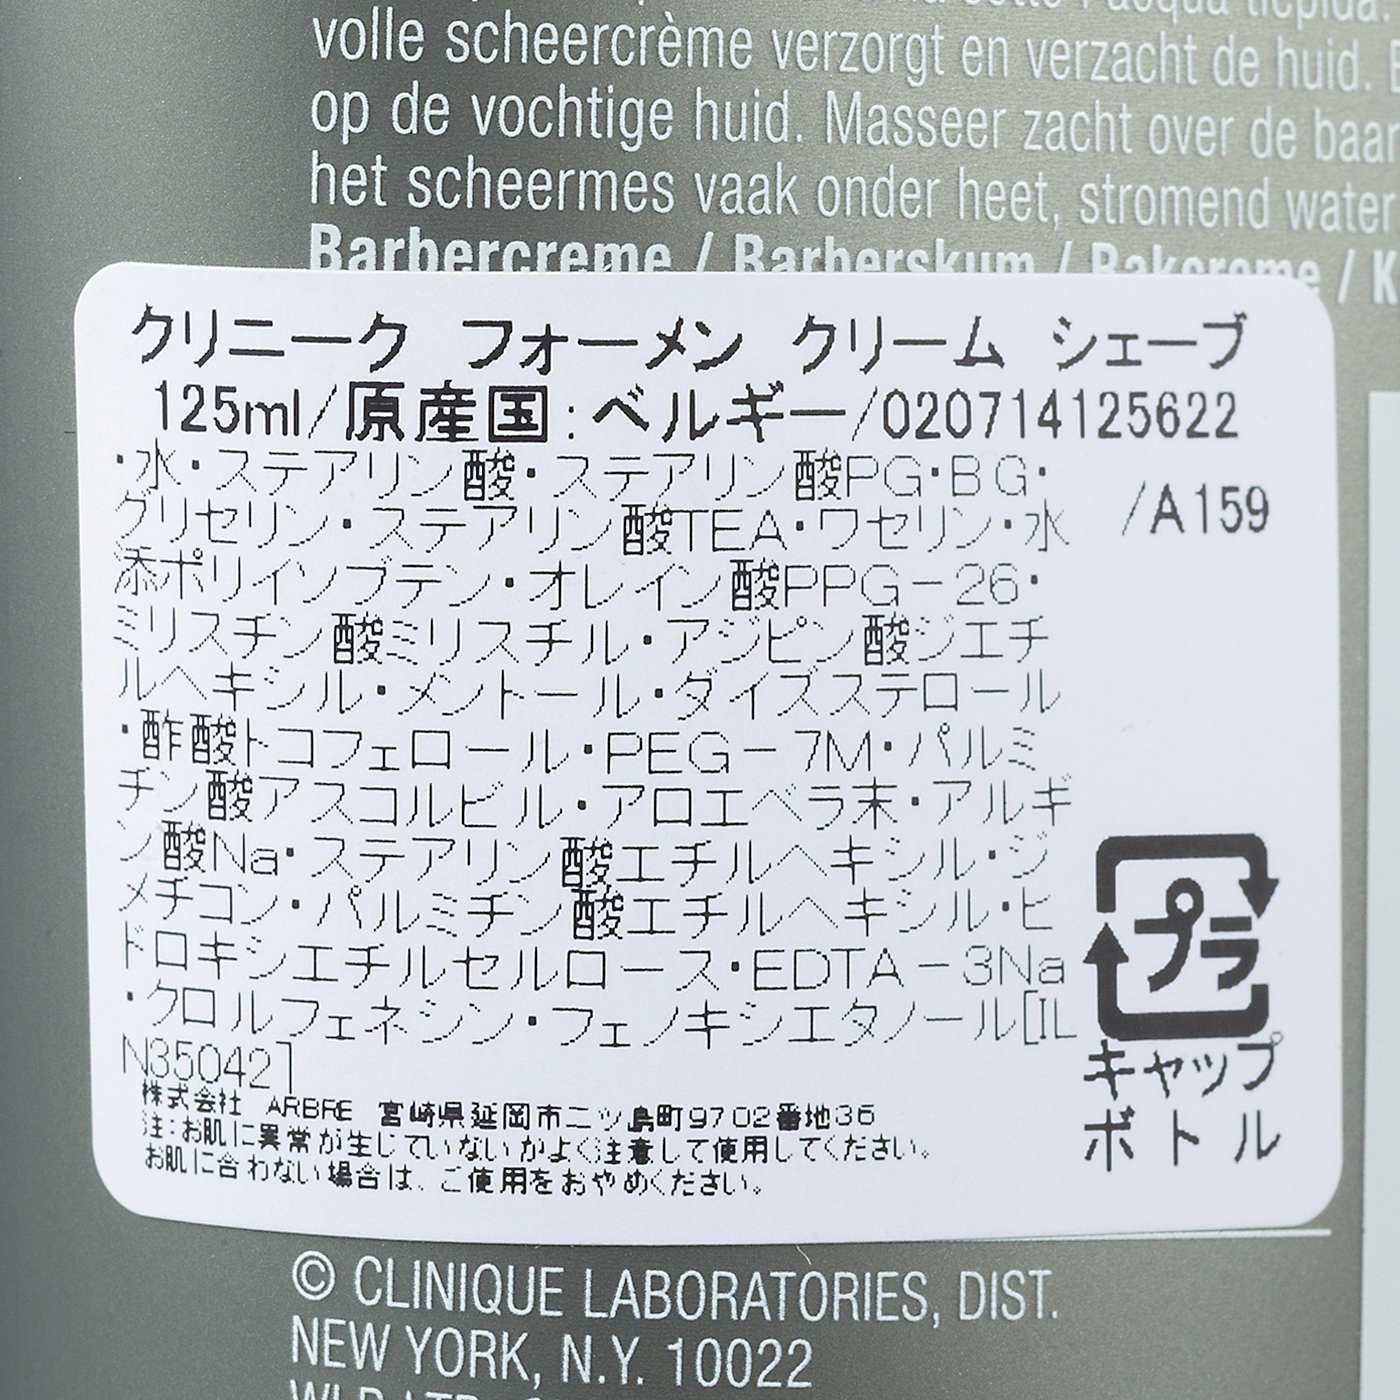 volle scheercrème verzorgt en verzacht de huid.
op de vochtige huid. Masseer zacht over de baar
het scheermes vaak onder heet, stromend water
Barbercreme / Barberskum / Bakcreme / K
クリニーク フォーメン クリーム シェーブ
125ml/原産国:ベルギー/020714125622
/A159
・水・ステアリン酸・ステアリン酸PG・BG・
グリセリン・ステアリン酸TEA・ワセリン・水
添ポリイソブテン・オレイン酸PPG-26・
ミリスチン酸ミリスチル・アジピン酸ジエチ
ルヘキシル・メントール・ダイズステロール
・酢酸トコフェロール・PEG-7M・パルミ
チン酸アスコルビル・アロエベラ末・アルギ
ン酸Na・ステアリン酸エチルヘキシル・ジ
メチコン・パルミチン酸エチルヘキシル・ヒ
ドロキシエチルセルロース・EDTA-3Na
・クロルフェネシン・フェノキシエタノール[IL
N35042]
プラ
キャップ
ボトル
株式会社 ARBRE 宮崎県延岡市二ツ島町9702番地36
注:お肌に異常が生じていないかよく注意して使用してください。
お肌に合わない場合は、ご使用をおやめください。
© CLINIQUE LABORATORIES, DIST.
NEW YORK, N.Y. 10022